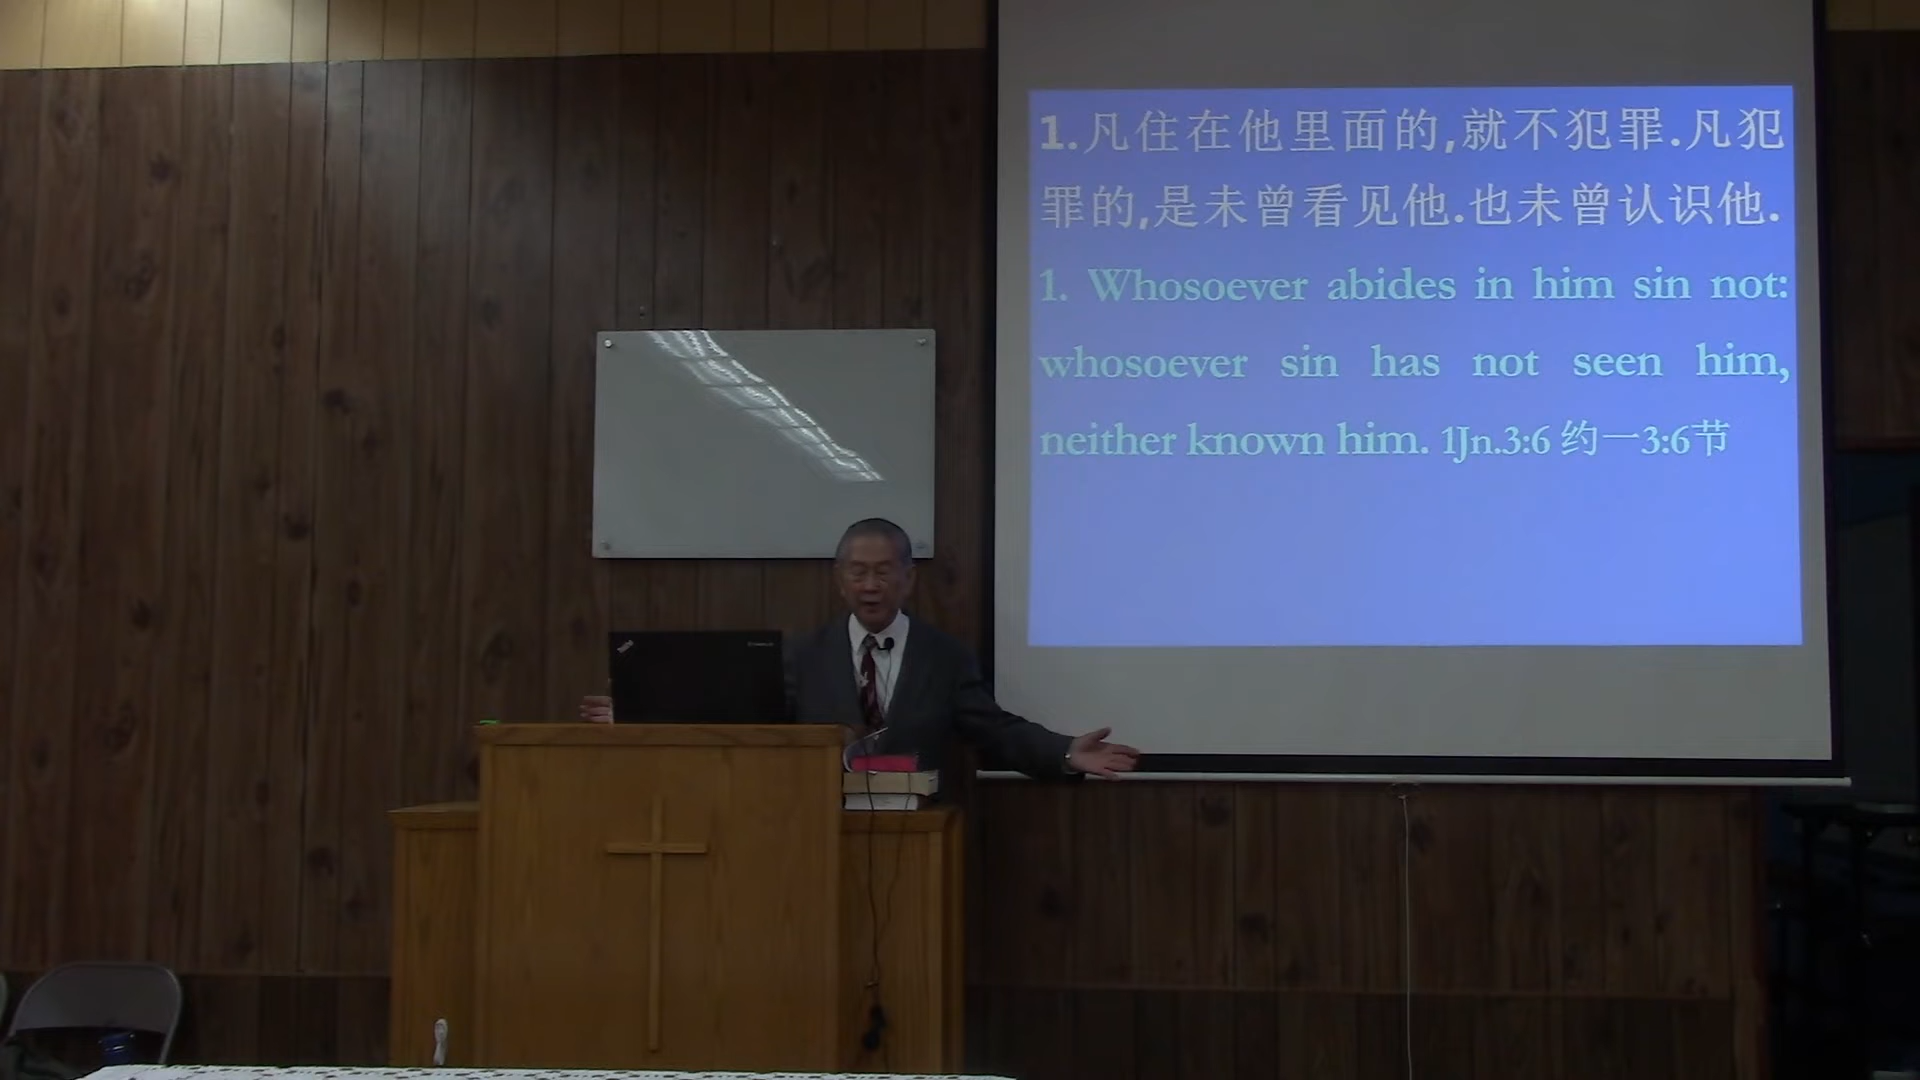 1.凡住在他里面的,就不犯罪.凡犯
罪的,是未曾看见他.也未曾认识他.
1. Whosoever abides in him sin not:
whosoever sin has not seen him,
neither known him. 1Jn.3:6 约一3:6节